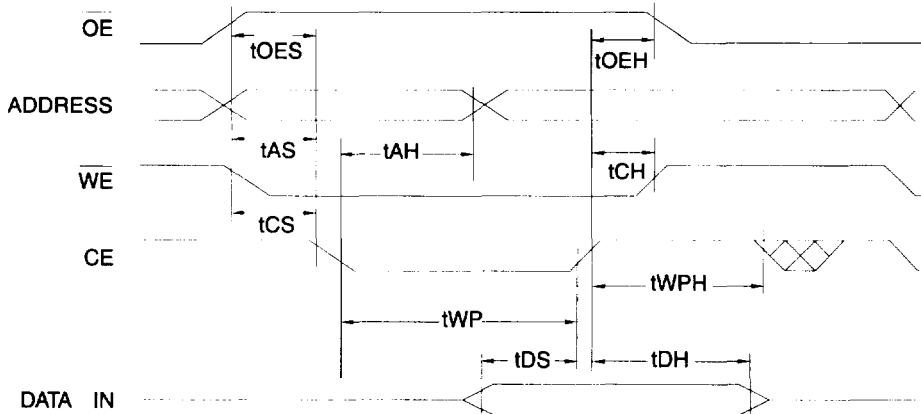 OE
tOES
tOEH
ADDRESS
tAS
tAH
tCH
WE
tCS
CE
tWPH
tWP
tDS
tDH
DATA IN